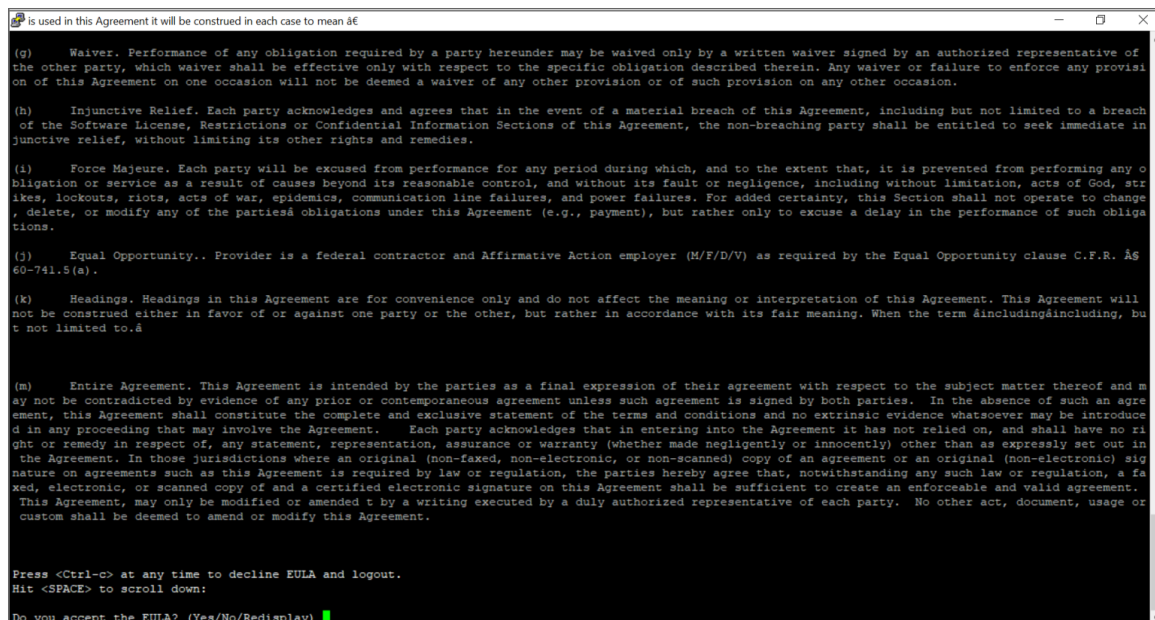 is used in this Agreement it will be construed in each case to mean â€
(g)      Waiver. Performance of any obligation required by a party hereunder may be waived only by a written waiver signed by an authorized representative of
the other party, which waiver shall be effective only with respect to the specific obligation described therein. Any waiver or failure to enforce any provisi
on of this Agreement on one occasion will not be deemed a waiver of any other provision or of such provision on any other occasion.
(h)      Injunctive Relief. Each party acknowledges and agrees that in the event of a material breach of this Agreement, including but not limited to a breach
of the Software License, Restrictions or Confidential Information Sections of this Agreement, the non-breaching party shall be entitled to seek immediate in
junctive relief, without limiting its other rights and remedies.
(i)      Force Majeure. Each party will be excused from performance for any period during which, and to the extent that, it is prevented from performing any o
bligation or service as a result of causes beyond its reasonable control, and without its fault or negligence, including without limitation, acts of God, str
ikes, lockouts, riots, acts of war, epidemics, communication line failures, and power failures. For added certainty, this Section shall not operate to change
, delete, or modify any of the partiesâ obligations under this Agreement (e.g., payment), but rather only to excuse a delay in the performance of such obliga
tions.
(j)      Equal Opportunity.. Provider is a federal contractor and Affirmative Action employer (M/F/D/V) as required by the Equal Opportunity clause C.F.R. Â§
60-741.5(a).
(k)      Headings. Headings in this Agreement are for convenience only and do not affect the meaning or interpretation of this Agreement. This Agreement will
not be construed either in favor of or against one party or the other, but rather in accordance with its fair meaning. When the term âincludingâincluding, bu
t not limited to.â
(m)      Entire Agreement. This Agreement is intended by the parties as a final expression of their agreement with respect to the subject matter thereof and m
ay not be contradicted by evidence of any prior or contemporaneous agreement unless such agreement is signed by both parties.  In the absence of such an agre
ement, this Agreement shall constitute the complete and exclusive statement of the terms and conditions and no extrinsic evidence whatsoever may be introduce
d in any proceeding that may involve the Agreement.    Each party acknowledges that in entering into the Agreement it has not relied on, and shall have no ri
ght or remedy in respect of, any statement, representation, assurance or warranty (whether made negligently or innocently) other than as expressly set out in
the Agreement. In those jurisdictions where an original (non-faxed, non-electronic, or non-scanned) copy of an agreement or an original (non-electronic) sig
nature on agreements such as this Agreement is required by law or regulation, the parties hereby agree that, notwithstanding any such law or regulation, a fa
xed, electronic, or scanned copy of and a certified electronic signature on this Agreement shall be sufficient to create an enforceable and valid agreement.
This Agreement, may only be modified or amended t by a writing executed by a duly authorized representative of each party.  No other act, document, usage or
custom shall be deemed to amend or modify this Agreement.
Press <Ctrl-c> at any time to decline EULA and logout.
Hit <SPACE> to scroll down:
Do you accept the EULA? (Yes/No/Redisplay)